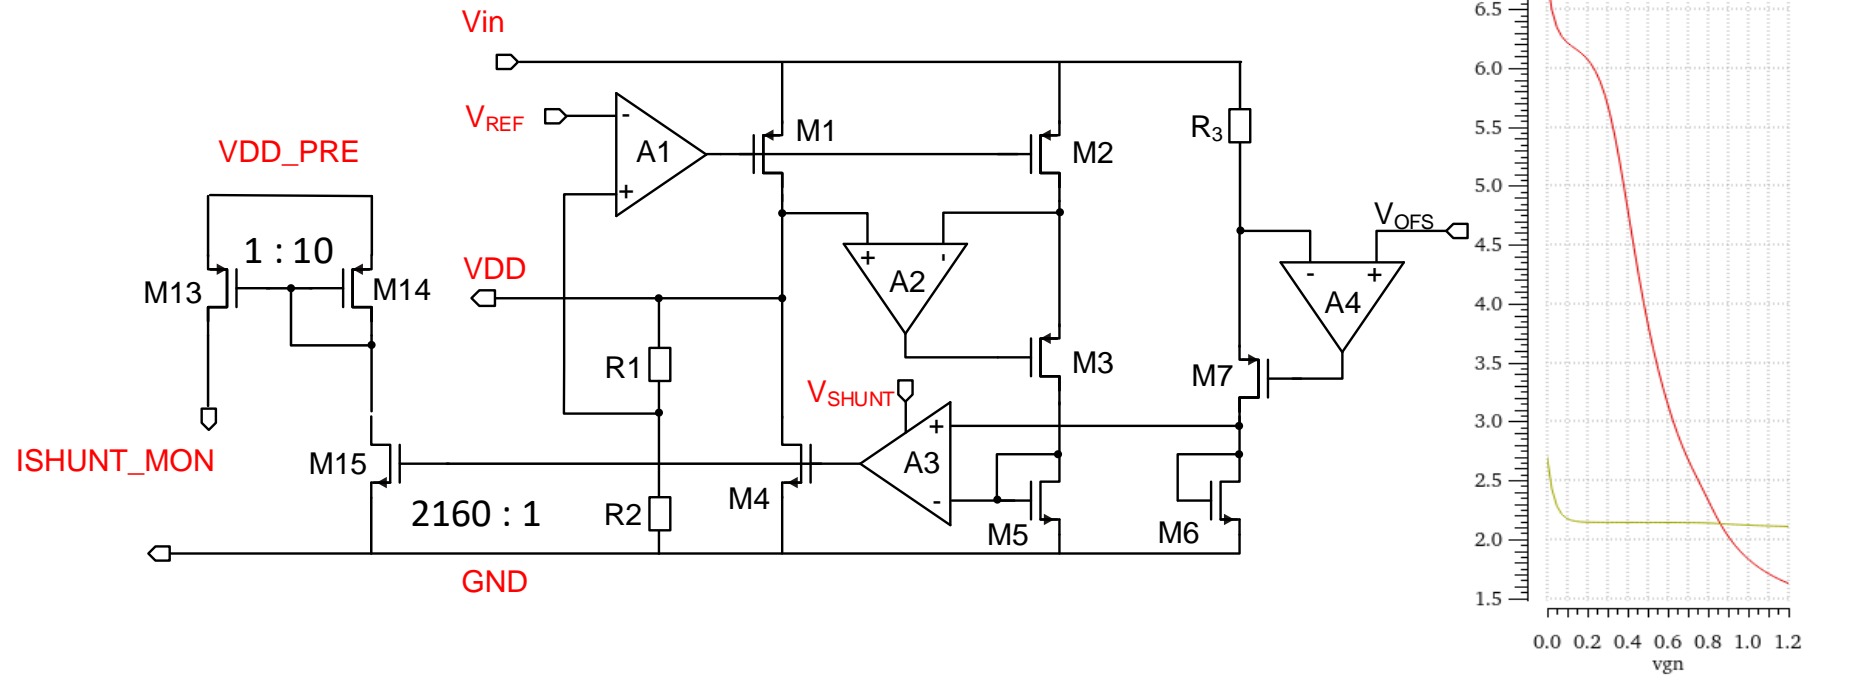 Vin
V_REF
-
+
A1
M1
M2
R3
VDD_PRE
1 : 10
M13
M14
VDD
+
-
A2
V_OFS
-
+
A4
R1
M3
M7
V_SHUNT
ISHUNT_MON
M15
2160 : 1
M4
A3
+
-
R2
M5
M6
GND
6.5
6.0
5.5
5.0
4.5
4.0
3.5
3.0
2.5
2.0
1.5
0.0 0.2 0.4 0.6 0.8 1.0 1.2
vgn